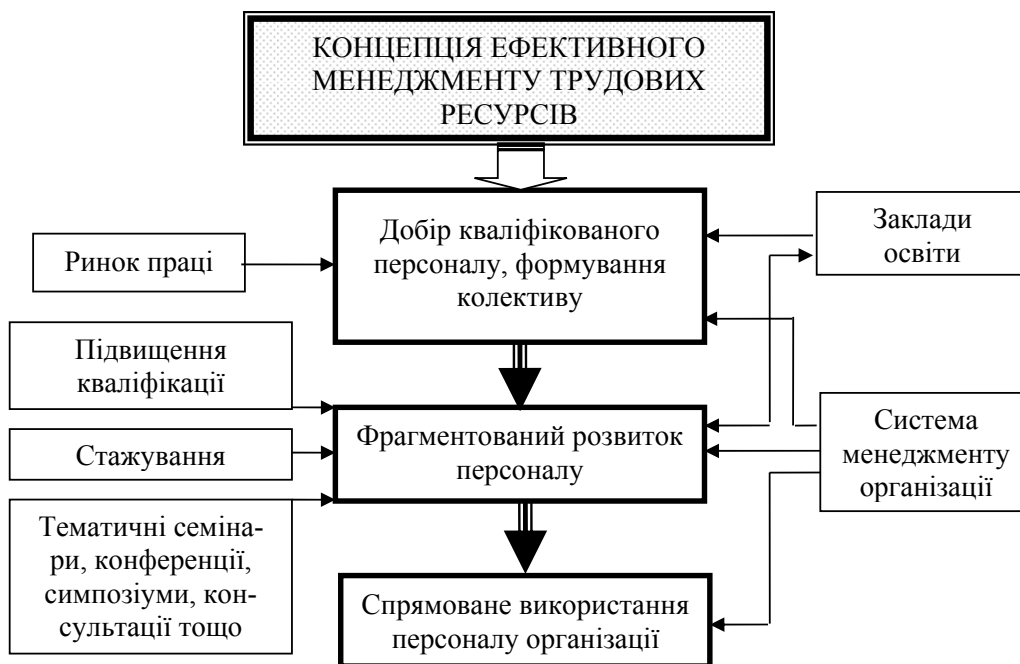 КОНЦЕПЦІЯ ЕФЕКТИВНОГО
МЕНЕДЖМЕНТУ ТРУДОВИХ
РЕСУРСІВ
Добір кваліфікованого
персоналу, формування
колективу
Заклади
освіти
Ринок праці
Підвищення
кваліфікації
Фрагментований розвиток
персоналу
Система
менеджменту
організації
Стажування
Тематичні семіна-
ри, конференції,
симпозіуми, кон-
сультації тощо
Спрямоване використання
персоналу організації